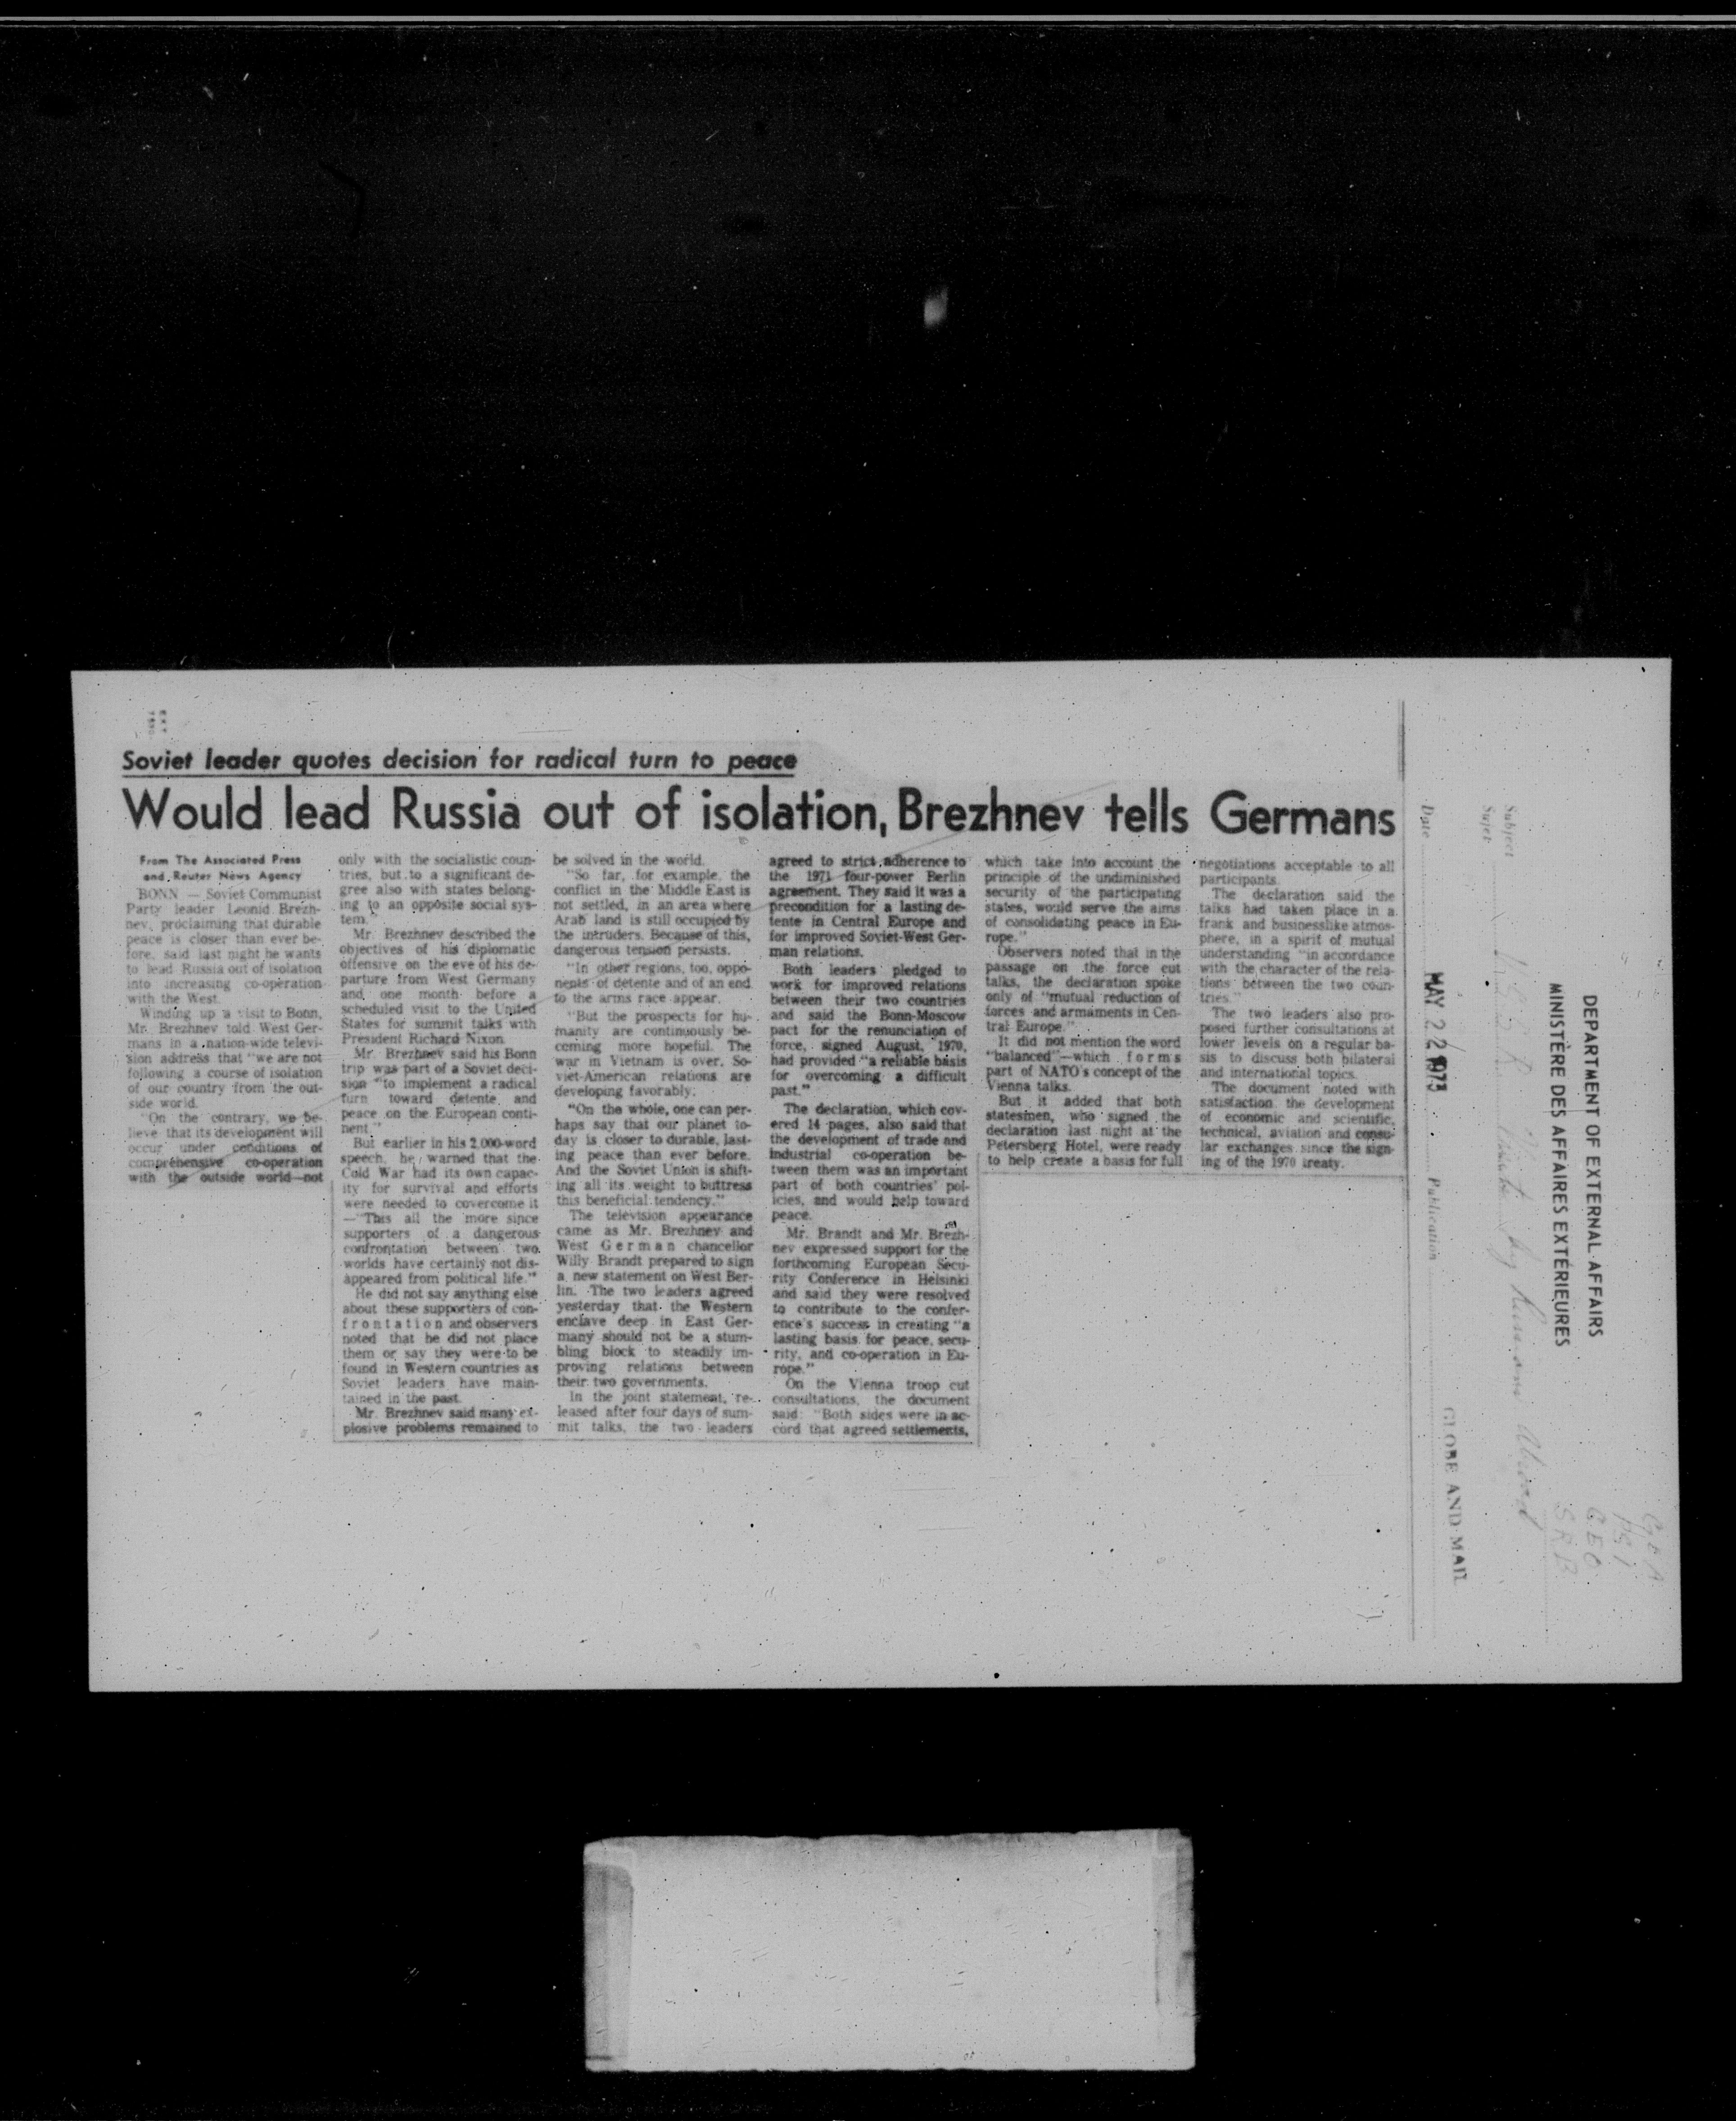 Soviet leader quotes decision for radical turn to peace
Would lead Russia out of isolation, Brezhnev tells Germans
From The Associated Press
and Reuter News Agency
BONN — Soviet Communist
Party leader Leonid Brezh-
nev, proclaiming that durable
peace is closer than ever be-
fore, said last night he wants
to lead Russia out of isolation
into increasing co-operation
with the West.
Winding up a visit to Bonn,
Mr. Brezhnev told West Ger-
mans in a nation-wide televi-
sion address that "we are not
following a course of isolation
of our country from the out-
side world.
"On the contrary, we be-
lieve that its development will
occur under conditions of
comprehensive co-operation
with the outside world—not
only with the socialistic coun-
tries, but to a significant de-
gree also with states belong-
ing to an opposite social sys-
tem."
Mr. Brezhnev described the
objectives of his diplomatic
offensive on the eve of his de-
parture from West Germany
and one month before a
scheduled visit to the United
States for summit talks with
President Richard Nixon.
Mr. Brezhnev said his Bonn
trip was part of a Soviet deci-
sion "to implement a radical
turn toward detente and
peace on the European conti-
nent."
But earlier in his 2,000-word
speech, he warned that the
Cold War had its own capac-
ity for survival and efforts
were needed to covercome it
—"This all the more since
supporters of a dangerous
confrontation between two
worlds have certainly not dis-
appeared from political life."
He did not say anything else
about these supporters of con-
frontation and observers
noted that he did not place
them or say they were to be
found in Western countries as
Soviet leaders have main-
tained in the past.
Mr. Brezhnev said many ex-
plosive problems remained to
be solved in the world.
"So far, for example, the
conflict in the Middle East is
not settled, in an area where
Arab land is still occupied by
the intruders. Because of this,
dangerous tension persists.
"In other regions, too, oppo-
nents of detente and of an end
to the arms race appear.
"But the prospects for hu-
manity are continuously be-
coming more hopeful. The
war in Vietnam is over. So-
viet-American relations are
developing favorably.
"On the whole, one can per-
haps say that our planet to-
day is closer to durable, last-
ing peace than ever before.
And the Soviet Union is shift-
ing all its weight to buttress
this beneficial tendency."
The television appearance
came as Mr. Brezhnev and
West German chancellor
Willy Brandt prepared to sign
a new statement on West Ber-
lin. The two leaders agreed
yesterday that the Western
enclave deep in East Ger-
many should not be a stum-
bling block to steadily im-
proving relations between
their two governments.
In the joint statement, re-
leased after four days of sum-
mit talks, the two leaders
agreed to strict adherence to
the 1971 four-power Berlin
agreement. They said it was a
precondition for a lasting de-
tente in Central Europe and
for improved Soviet-West Ger-
man relations.
Both leaders pledged to
work for improved relations
between their two countries
and said the Bonn-Moscow
pact for the renunciation of
force, signed August, 1970,
had provided "a reliable basis
for overcoming a difficult
past."
The declaration, which cov-
ered 14 pages, also said that
the development of trade and
industrial co-operation be-
tween them was an important
part of both countries' pol-
icies, and would help toward
peace.
Mr. Brandt and Mr. Brezh-
nev expressed support for the
forthcoming European Secu-
rity Conference in Helsinki
and said they were resolved
to contribute to the confer-
ence's success in creating "a
lasting basis for peace, secu-
rity, and co-operation in Eu-
rope."
On the Vienna troop cut
consultations, the document
said: "Both sides were in ac-
cord that agreed settlements,
which take into account the
principle of the undiminished
security of the participating
states, would serve the aims
of consolidating peace in Eu-
rope."
Observers noted that in the
passage on the force cut
talks, the declaration spoke
only of "mutual reduction of
forces and armaments in Cen-
tral Europe."
It did not mention the word
"balanced"—which forms
part of NATO's concept of the
Vienna talks.
But it added that both
statesmen, who signed the
declaration last night at the
Petersberg Hotel, were ready
to help create a basis for full
negotiations acceptable to all
participants.
The declaration said the
talks had taken place in a
frank and businesslike atmos-
phere, in a spirit of mutual
understanding "in accordance
with the character of the rela-
tions between the two coun-
tries."
The two leaders also pro-
posed further consultations at
lower levels on a regular ba-
sis to discuss both bilateral
and international topics.
The document noted with
satisfaction the development
of economic and scientific,
technical, aviation and consu-
lar exchanges since the sign-
ing of the 1970 treaty.
DEPARTMENT OF EXTERNAL AFFAIRS
MINISTÈRE DES AFFAIRES EXTÉRIEURES
Subject
Sujet
by Russians Abroad
Date MAY 22 1973 Publication GLOBE AND MAIL